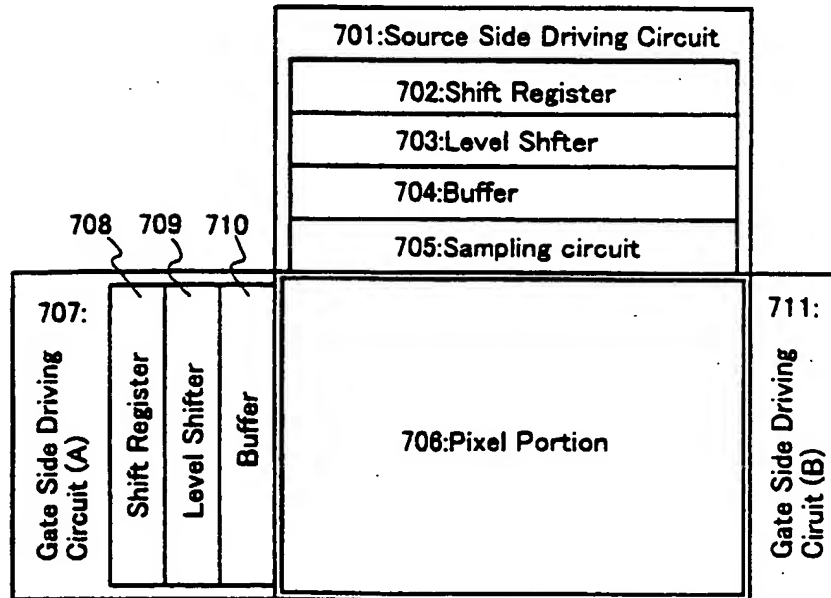 701:Source Side Driving Circuit
702:Shift Register
703:Level Shfter
704:Buffer
705:Sampling circuit
708 709 710
707:
Gate Side Driving
Circuit (A)
Shift Register
Level Shifter
Buffer
706:Pixel Portion
711:
Gate Side Driving
Ciruit (B)